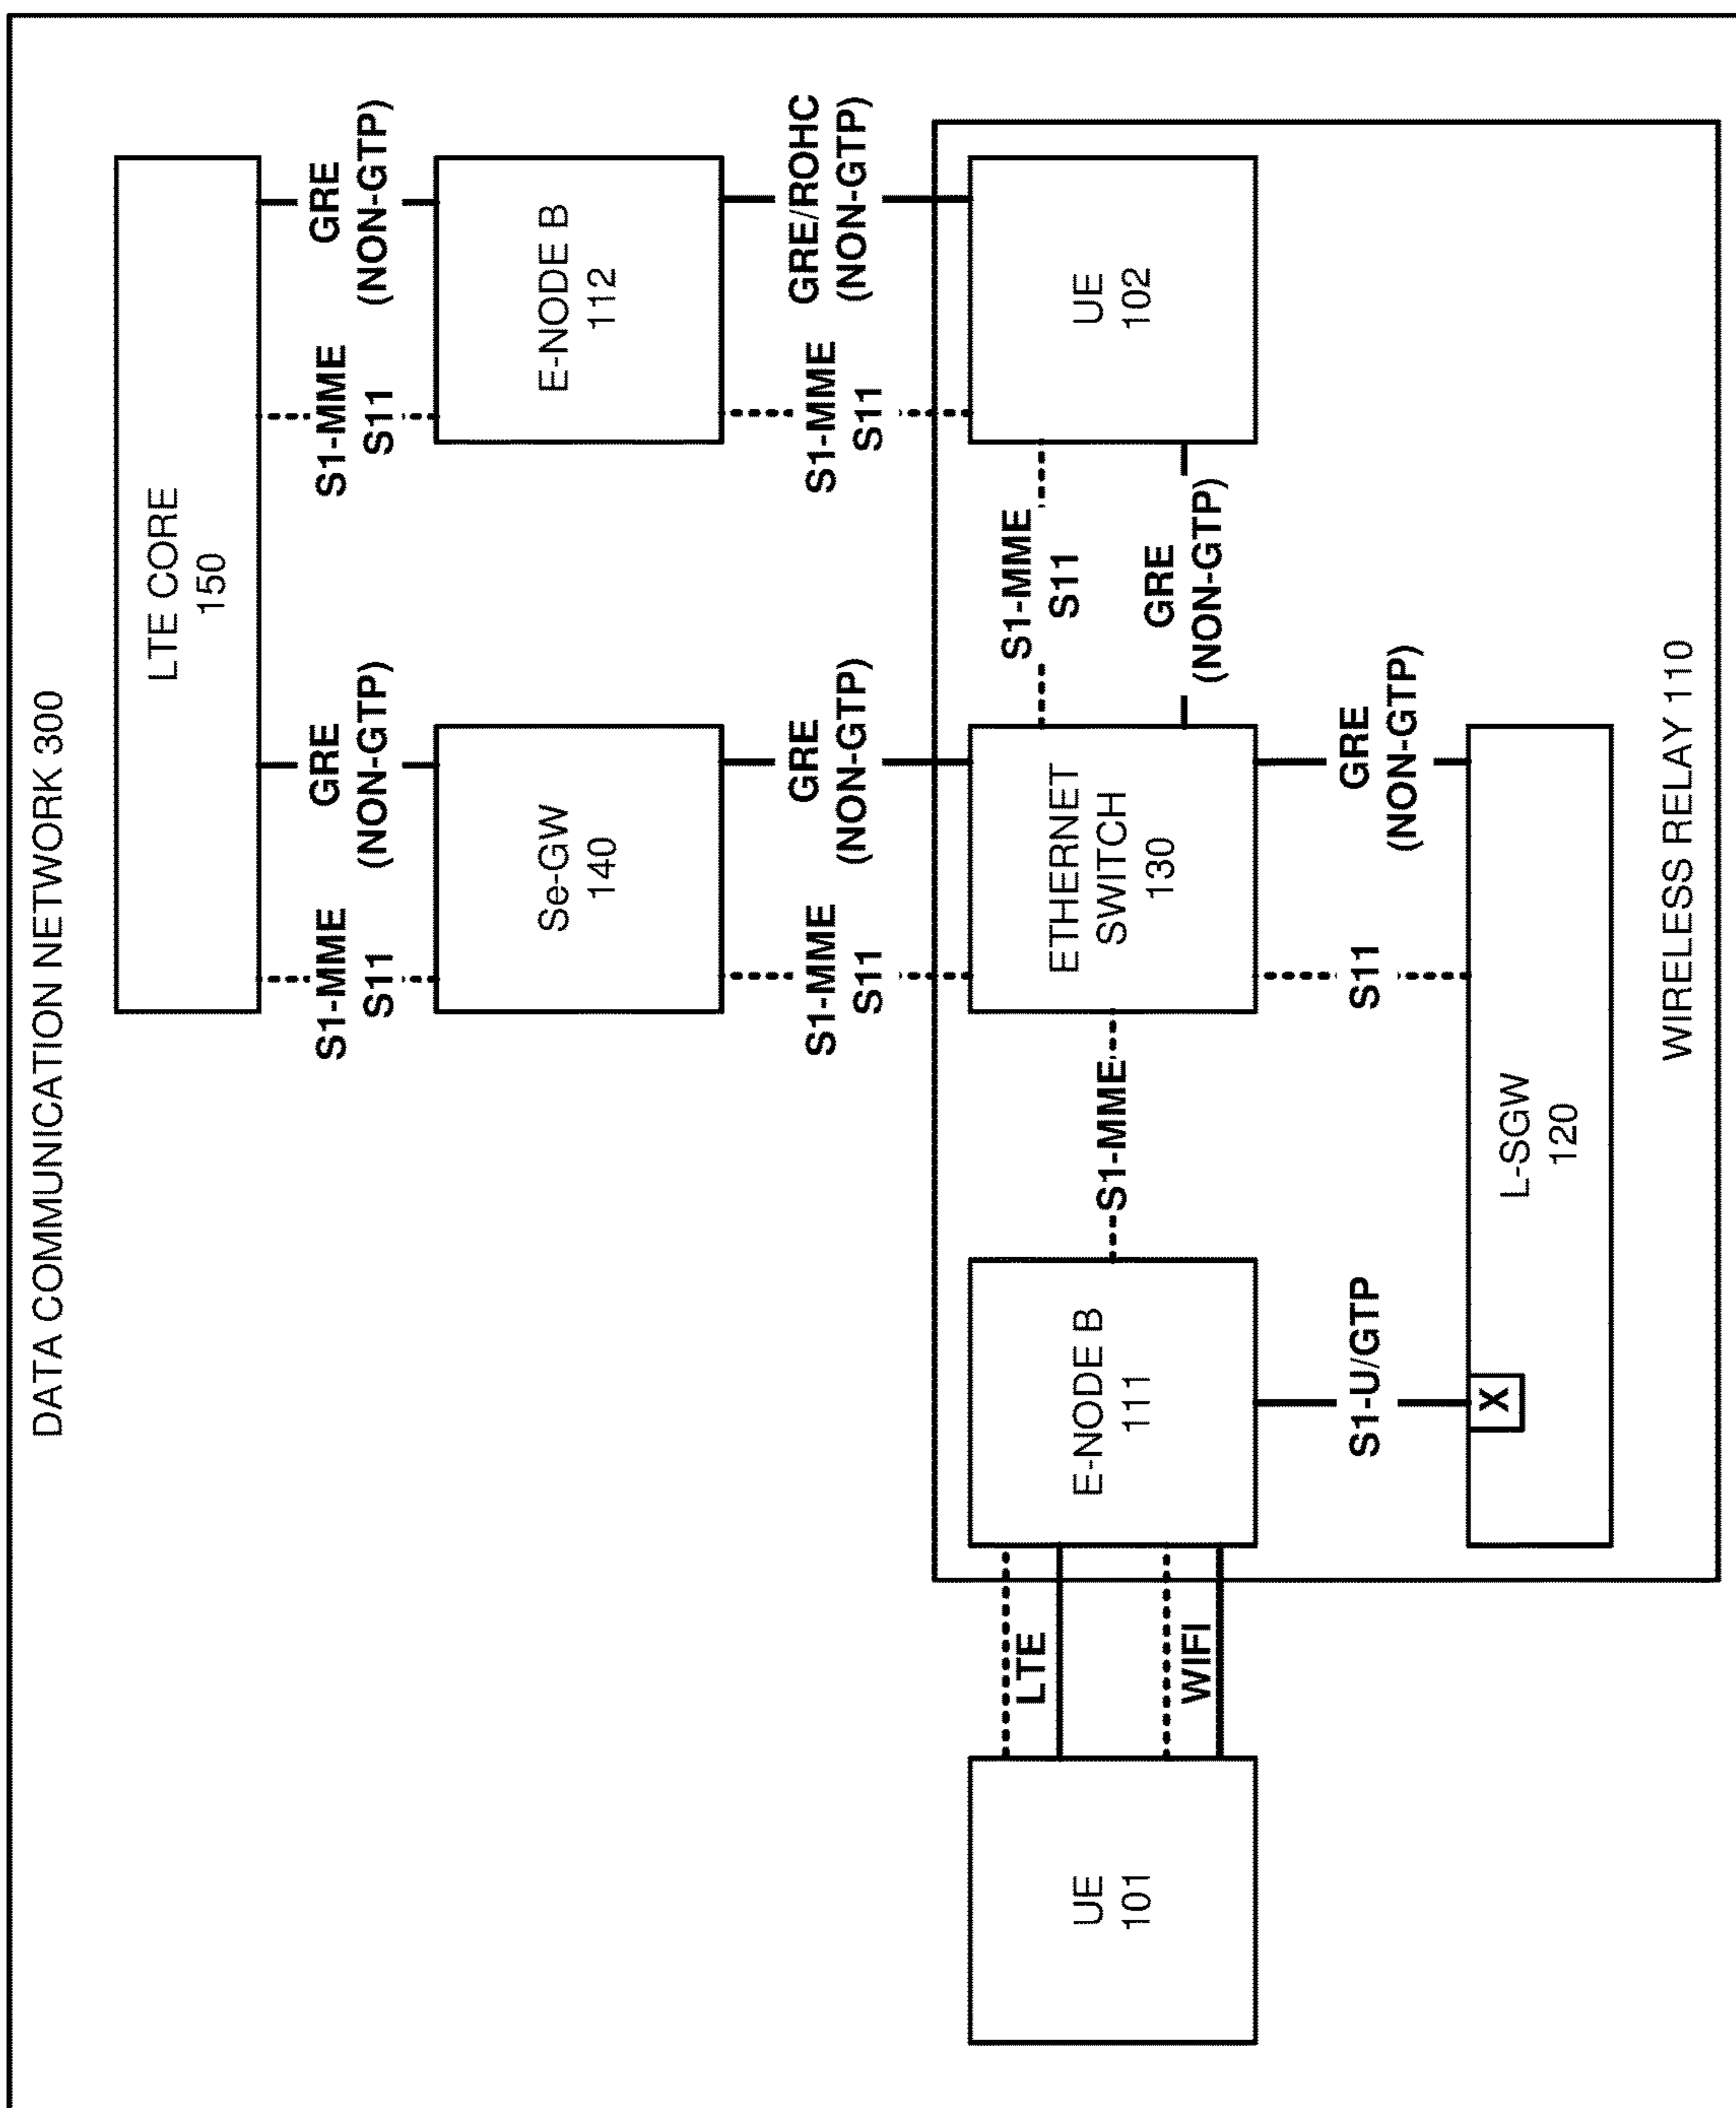 DATA COMMUNICATION NETWORK 300
LTE CORE
150
S1-MME
S11
GRE
(NON-GTP)
S1-MME
S11
GRE
(NON-GTP)
Se-GW
140
E-NODE B
112
S1-MME
S11
GRE
(NON-GTP)
S1-MME
S11
GRE/ROHC
(NON-GTP)
UE
101
LTE
WIFI
E-NODE B
111
S1-MME
ETHERNET
SWITCH
130
S1-MME
S11
GRE
(NON-GTP)
UE
102
S1-U/GTP
S11
GRE
(NON-GTP)
X
L-SGW
120
WIRELESS RELAY 110